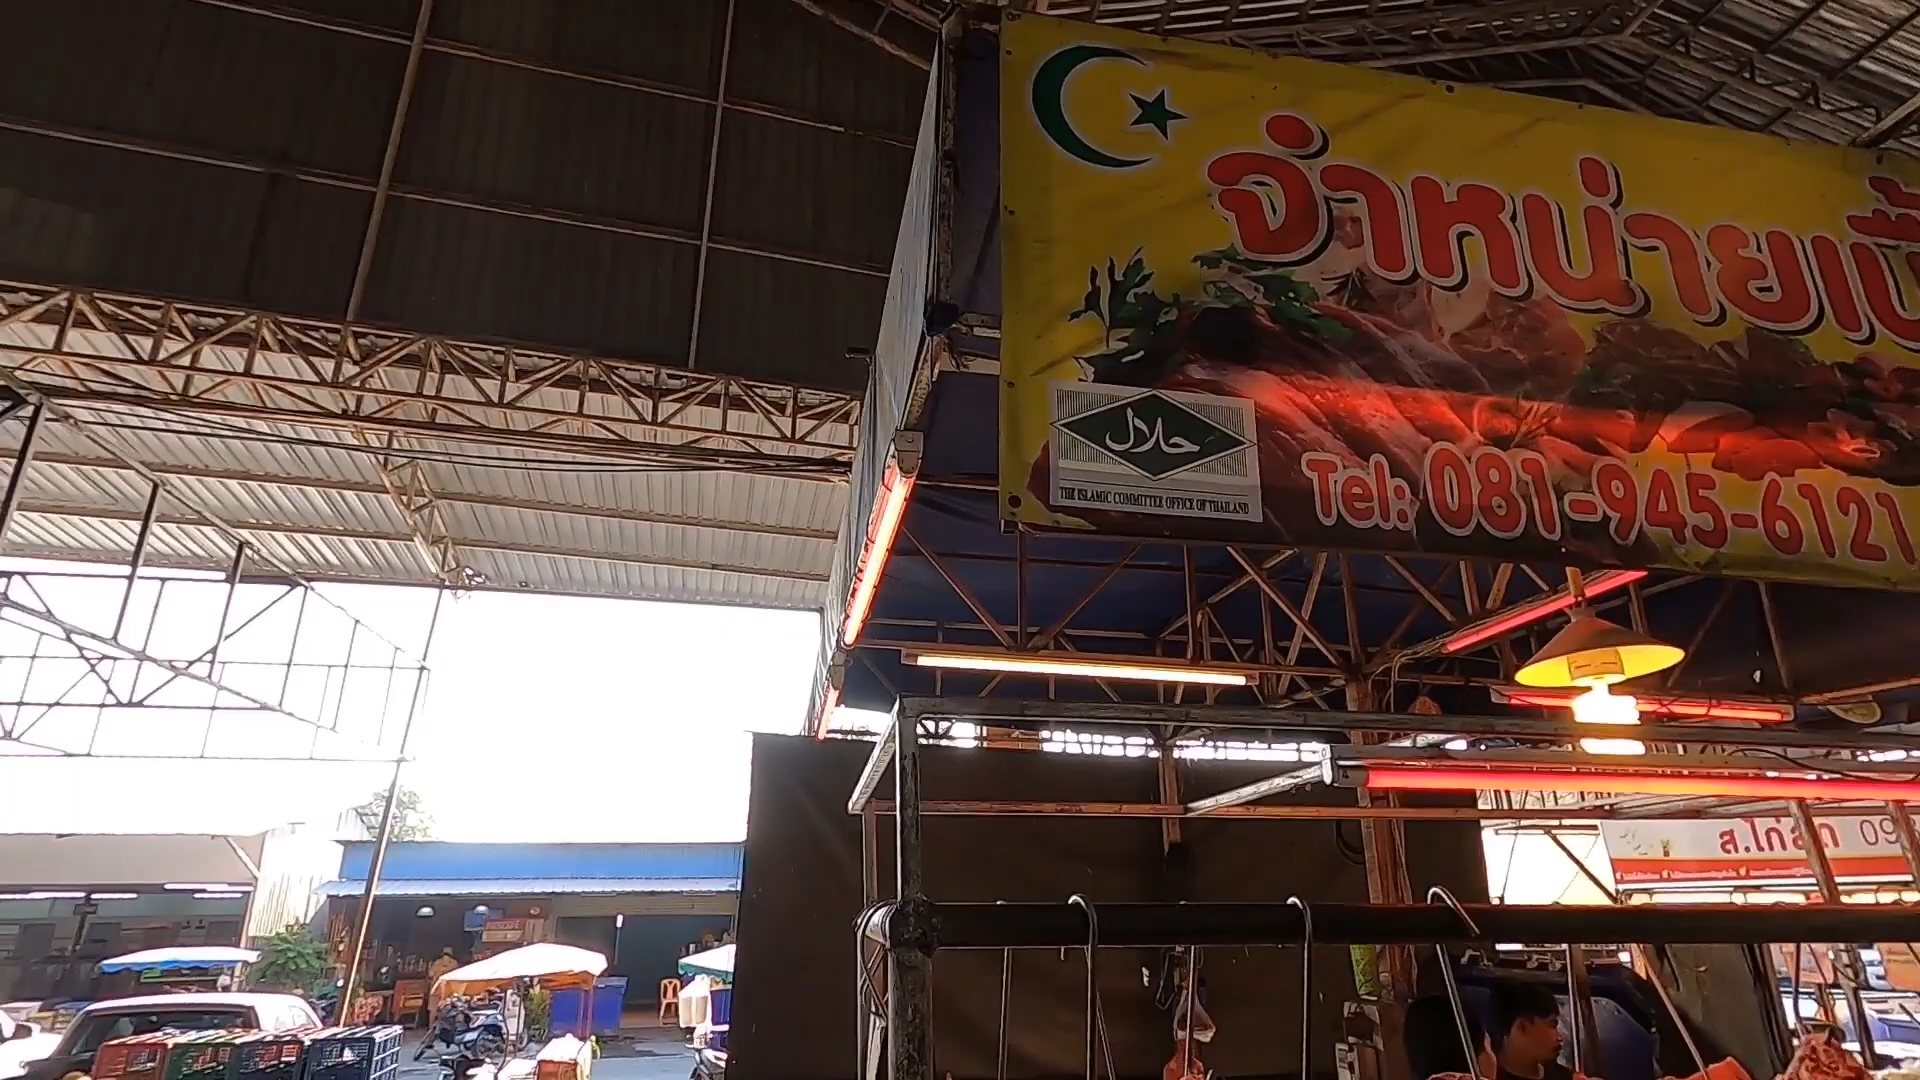 จำหน่ายเนื้
حلال
THE ISLAMIC COMMITTEE OFFICE OF THAILAND
Tel: 081-945-6121
ส.ไก่สด 09